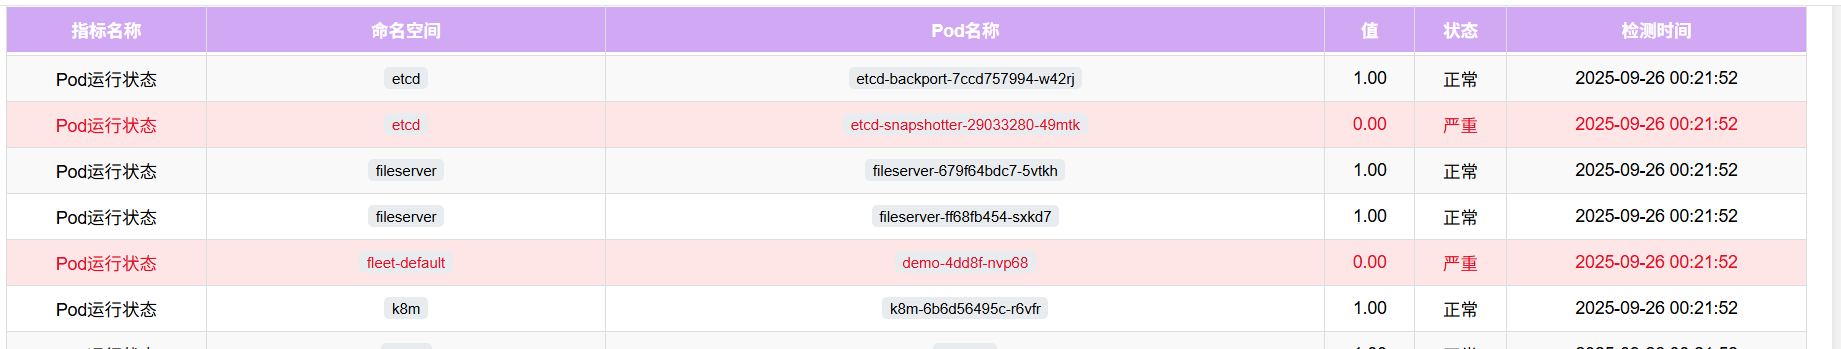 指标名称 命名空间 Pod名称 值 状态 检测时间
Pod运行状态 etcd etcd-backport-7ccd757994-w42rj 1.00 正常 2025-09-26 00:21:52
Pod运行状态 etcd etcd-snapshotter-29033280-49mtk 0.00 严重 2025-09-26 00:21:52
Pod运行状态 fileserver fileserver-679f64bdc7-5vtkh 1.00 正常 2025-09-26 00:21:52
Pod运行状态 fileserver fileserver-ff68fb454-sxkd7 1.00 正常 2025-09-26 00:21:52
Pod运行状态 fleet-default demo-4dd8f-nvp68 0.00 严重 2025-09-26 00:21:52
Pod运行状态 k8m k8m-6b6d56495c-r6vfr 1.00 正常 2025-09-26 00:21:52